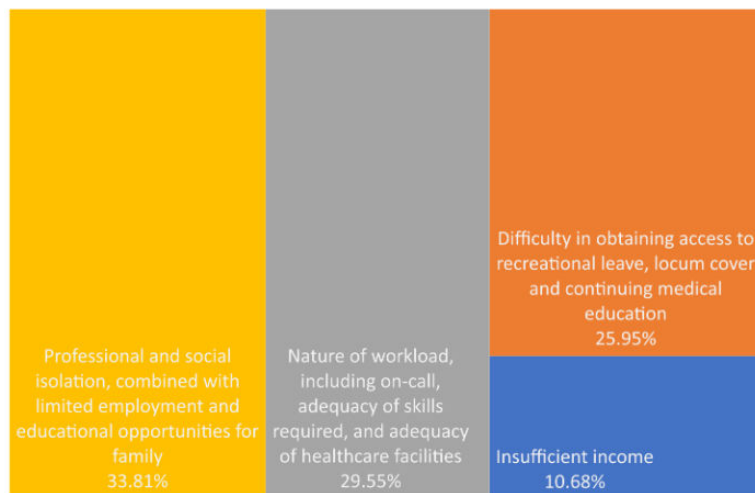 Professional and social
isolation, combined with
limited employment and
educational opportunities for
family
33.81%
Nature of workload,
including on-call,
adequacy of skills
required, and adequacy
of healthcare facilities
29.55%
Difficulty in obtaining access to
recreational leave, locum cover
and continuing medical
education
25.95%
Insufficient income
10.68%